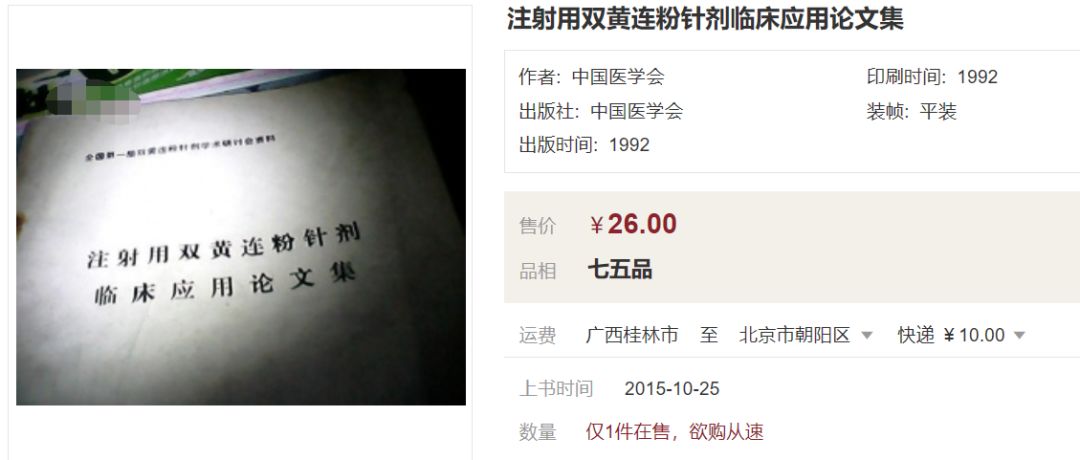 注射用双黄连粉针剂临床应用论文集
作者: 中国医学会
印刷时间: 1992
出版社: 中国医学会
装帧: 平装
出版时间: 1992
全国第一届双黄连粉针剂学术研讨会资料
注射用双黄连粉针剂
临床应用论文集
售价 ¥26.00
品相 七五品
运费 广西桂林市 至 北京市朝阳区 快递 ¥10.00
上书时间 2015-10-25
数量 仅1件在售，欲购从速